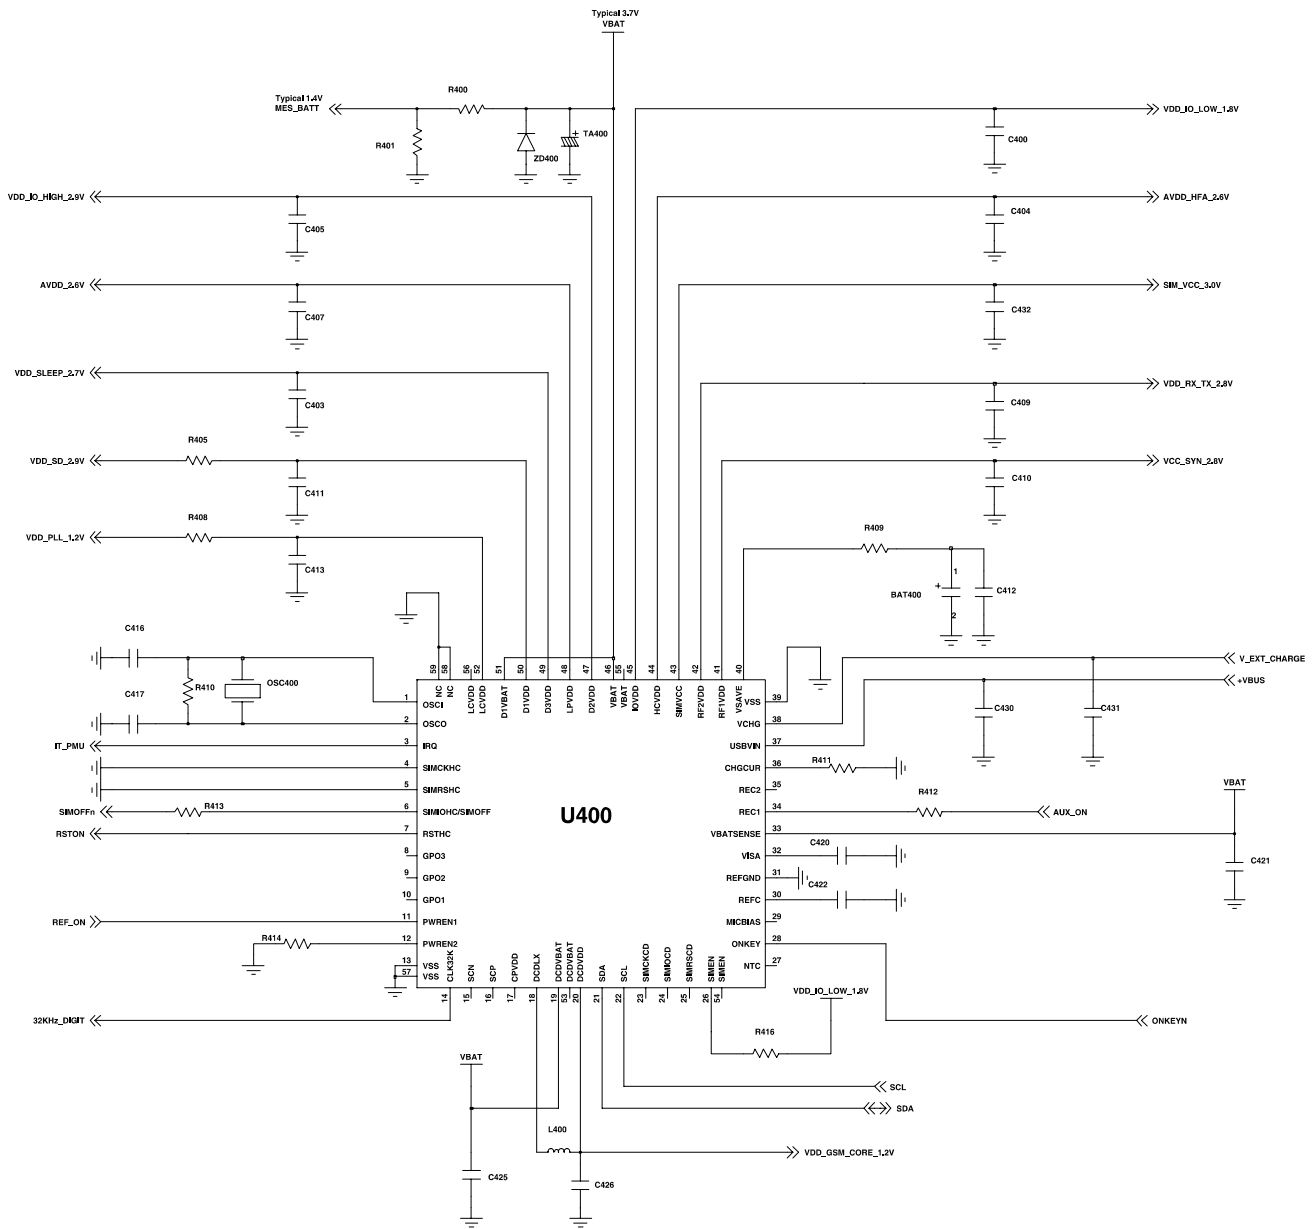 Typical 3.7V
VBAT
Typical 1.4V
MES_BATT
R400
R401
ZD400
TA400
VDD_IO_LOW_1.8V
C400
VDD_IO_HIGH_2.9V
C405
AVDD_HFA_2.6V
C404
AVDD_2.6V
C407
SIM_VCC_3.0V
C432
VDD_SLEEP_2.7V
C403
VDD_RX_TX_2.8V
C409
VDD_SD_2.9V
R405
C411
VCC_SYN_2.8V
C410
VDD_PLL_1.2V
R408
C413
R409
BAT400
+
1
2
C412
C416
C417
R410
OSC400
V_EXT_CHARGE
+VBUS
C430
C431
59 58 56 52 51 50 49 48 47 46 55 45 44 43 42 41 40
NC NC LCVDD LCVDD D1VBAT D1VDD D3VDD LPVDD D2VDD VBAT VBAT IOVDD HCVDD SIMVCC RF2VDD RF1VDD VSAVE
1 OSCI
2 OSCO
IT_PMU 3 IRQ
4 SIMCKHC
5 SIMRSHC
SIMOFFn R413 6 SIMIOHC/SIMOFF
RSTON 7 RSTHC
8 GPO3
9 GPO2
10 GPO1
REF_ON 11 PWREN1
R414 12 PWREN2
13 VSS
57 VSS
U400
VSS 39
VCHG 38
USBVIN 37
CHGCUR 36 R411
REC2 35
REC1 34 R412 AUX_ON
VBATSENSE 33
VBAT
C421
VISA 32 C420
REFGND 31
REFC 30 C422
MICBIAS 29
ONKEY 28
NTC 27
CLK32K SCN SCP CPVDD DCDLX DCDVBAT DCDVBAT DCDVDD SDA SCL SIMCKCD SIMIOCD SIMRSCD SIMEN SIMEN
14 15 16 17 18 19 53 20 21 22 23 24 25 26 54
VDD_IO_LOW_1.8V
R416
32KHz_DIGIT
ONKEYN
VBAT
SCL
SDA
L400
VDD_GSM_CORE_1.2V
C425
C426